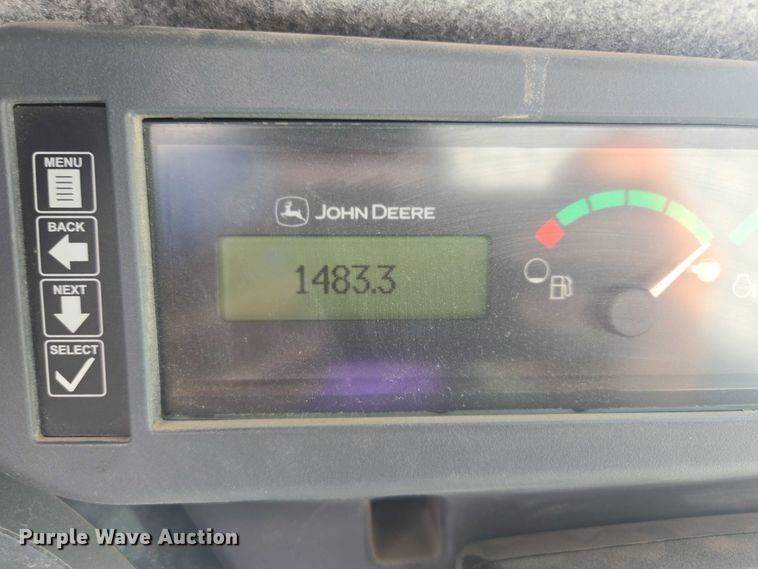 MENU
BACK
NEXT
SELECT
JOHN DEERE
1483.3
Purple Wave Auction